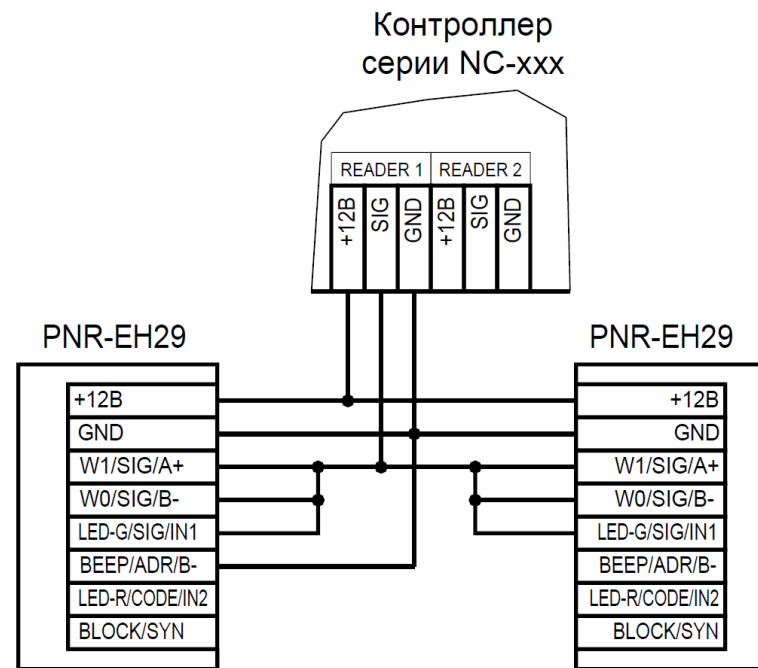 Контроллер
серии NC-xxx
READER 1 READER 2
+12В SIG GND +12В SIG GND
PNR-EH29
+12В
GND
W1/SIG/A+
W0/SIG/B-
LED-G/SIG/IN1
BEEP/ADR/B-
LED-R/CODE/IN2
BLOCK/SYN
PNR-EH29
+12В
GND
W1/SIG/A+
W0/SIG/B-
LED-G/SIG/IN1
BEEP/ADR/B-
LED-R/CODE/IN2
BLOCK/SYN